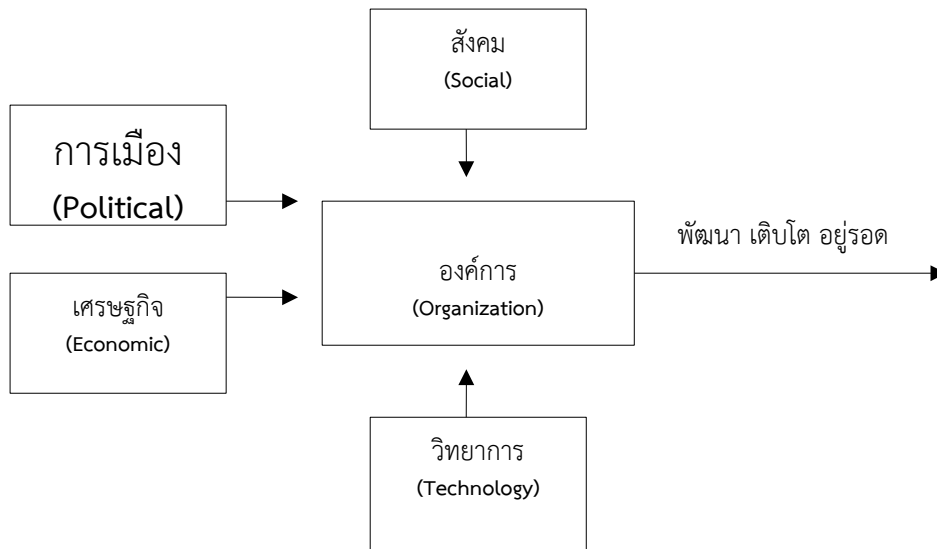 สังคม
(Social)
การเมือง
(Political)
พัฒนา เติบโต อยู่รอด
องค์การ
(Organization)
เศรษฐกิจ
(Economic)
วิทยาการ
(Technology)